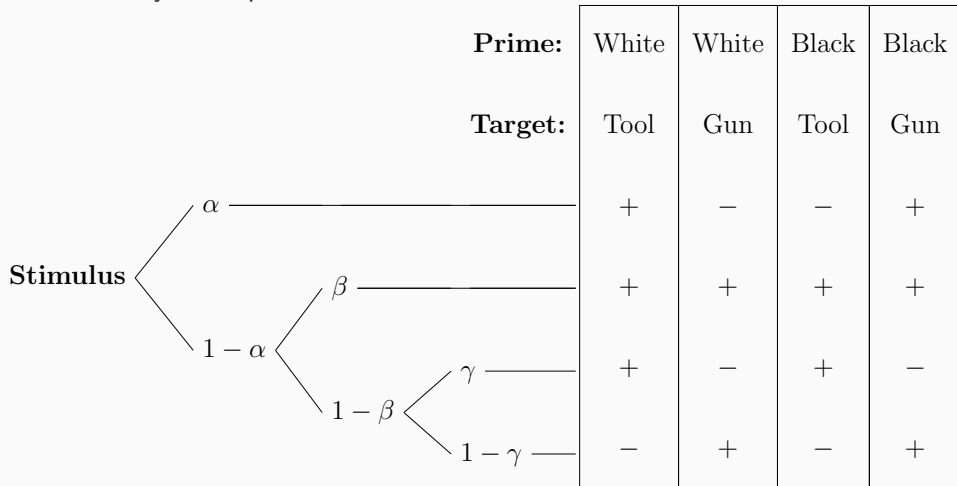 Prime: White White Black Black
Target: Tool Gun Tool Gun
α + − − +
Stimulus
β + + + +
1 − α
γ + − + −
1 − β
1 − γ − + − +